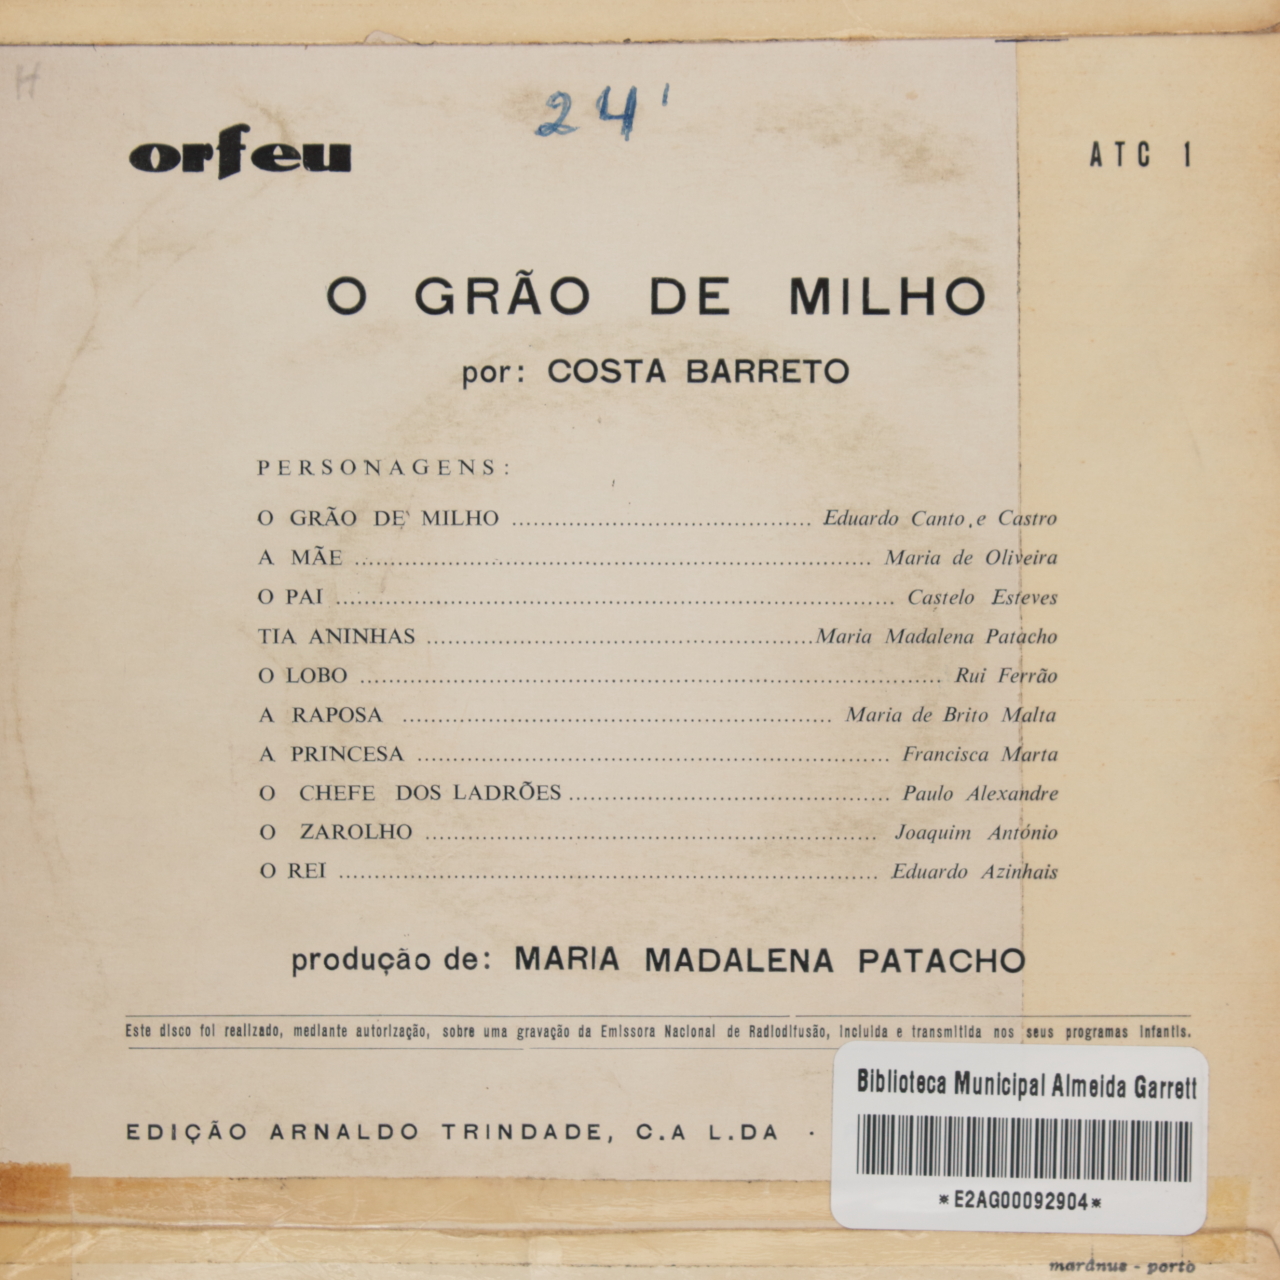 H
24'
orfeu
ATC 1
O GRÃO DE MILHO
por: COSTA BARRETO
PERSONAGENS:
O GRÃO DE MILHO ........................................ Eduardo Canto e Castro
A MÃE ........................................ Maria de Oliveira
O PAI ........................................ Castelo Esteves
TIA ANINHAS ........................................ Maria Madalena Patacho
O LOBO ........................................ Rui Ferrão
A RAPOSA ........................................ Maria de Brito Malta
A PRINCESA ........................................ Francisca Marta
O CHEFE DOS LADRÕES ........................................ Paulo Alexandre
O ZAROLHO ........................................ Joaquim António
O REI ........................................ Eduardo Azinhais
produção de: MARIA MADALENA PATACHO
Este disco foi realizado, mediante autorização, sobre uma gravação da Emissora Nacional de Radiodifusão, incluida e transmitida nos seus programas infantis.
EDIÇÃO ARNALDO TRINDADE, C.A L.DA ·
Biblioteca Municipal Almeida Garrett
*E2AG00092904*
marânus - porto